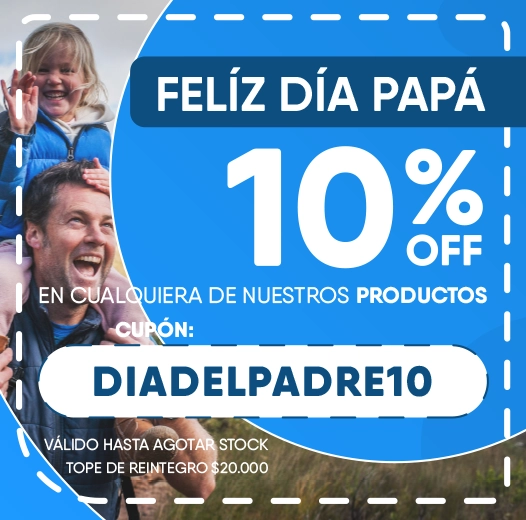 FELÍZ DÍA PAPÁ
10%
OFF
EN CUALQUIERA DE NUESTROS PRODUCTOS
CUPÓN:
DIADELPADRE10
VÁLIDO HASTA AGOTAR STOCK
TOPE DE REINTEGRO $20.000